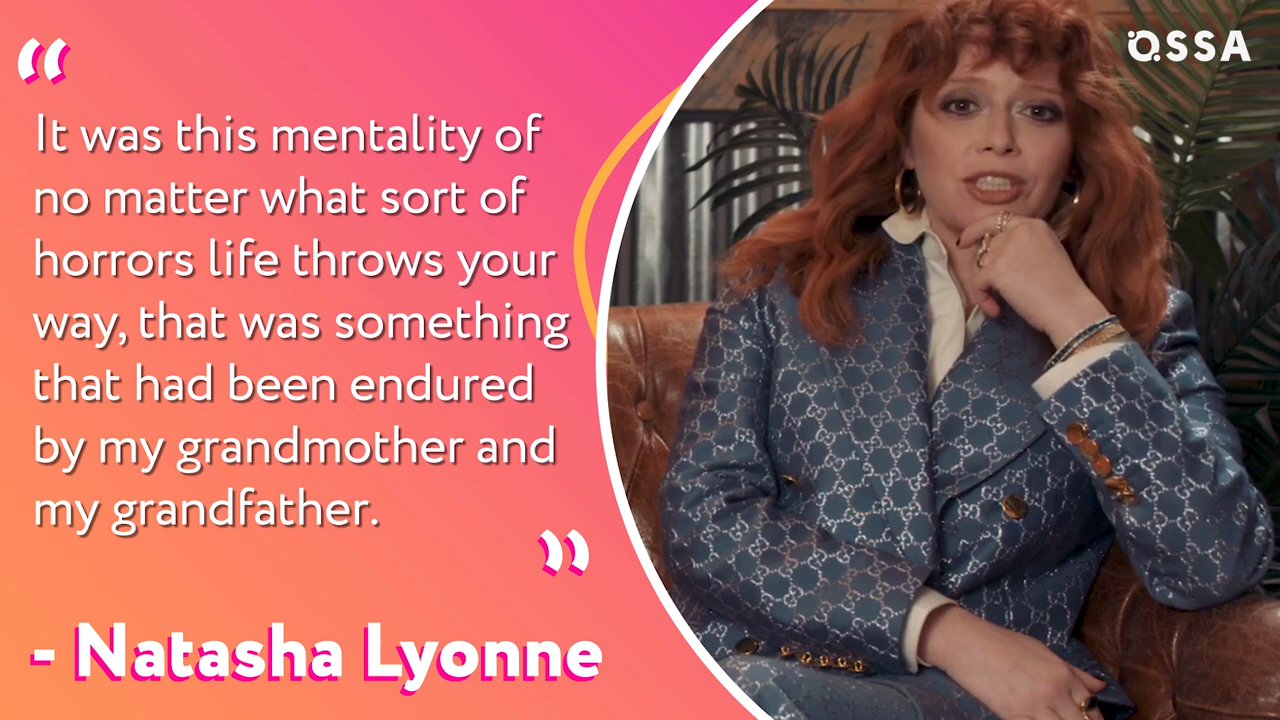 “
It was this mentality of
no matter what sort of
horrors life throws your
way, that was something
that had been endured
by my grandmother and
my grandfather.
”
- Natasha Lyonne
OSSA